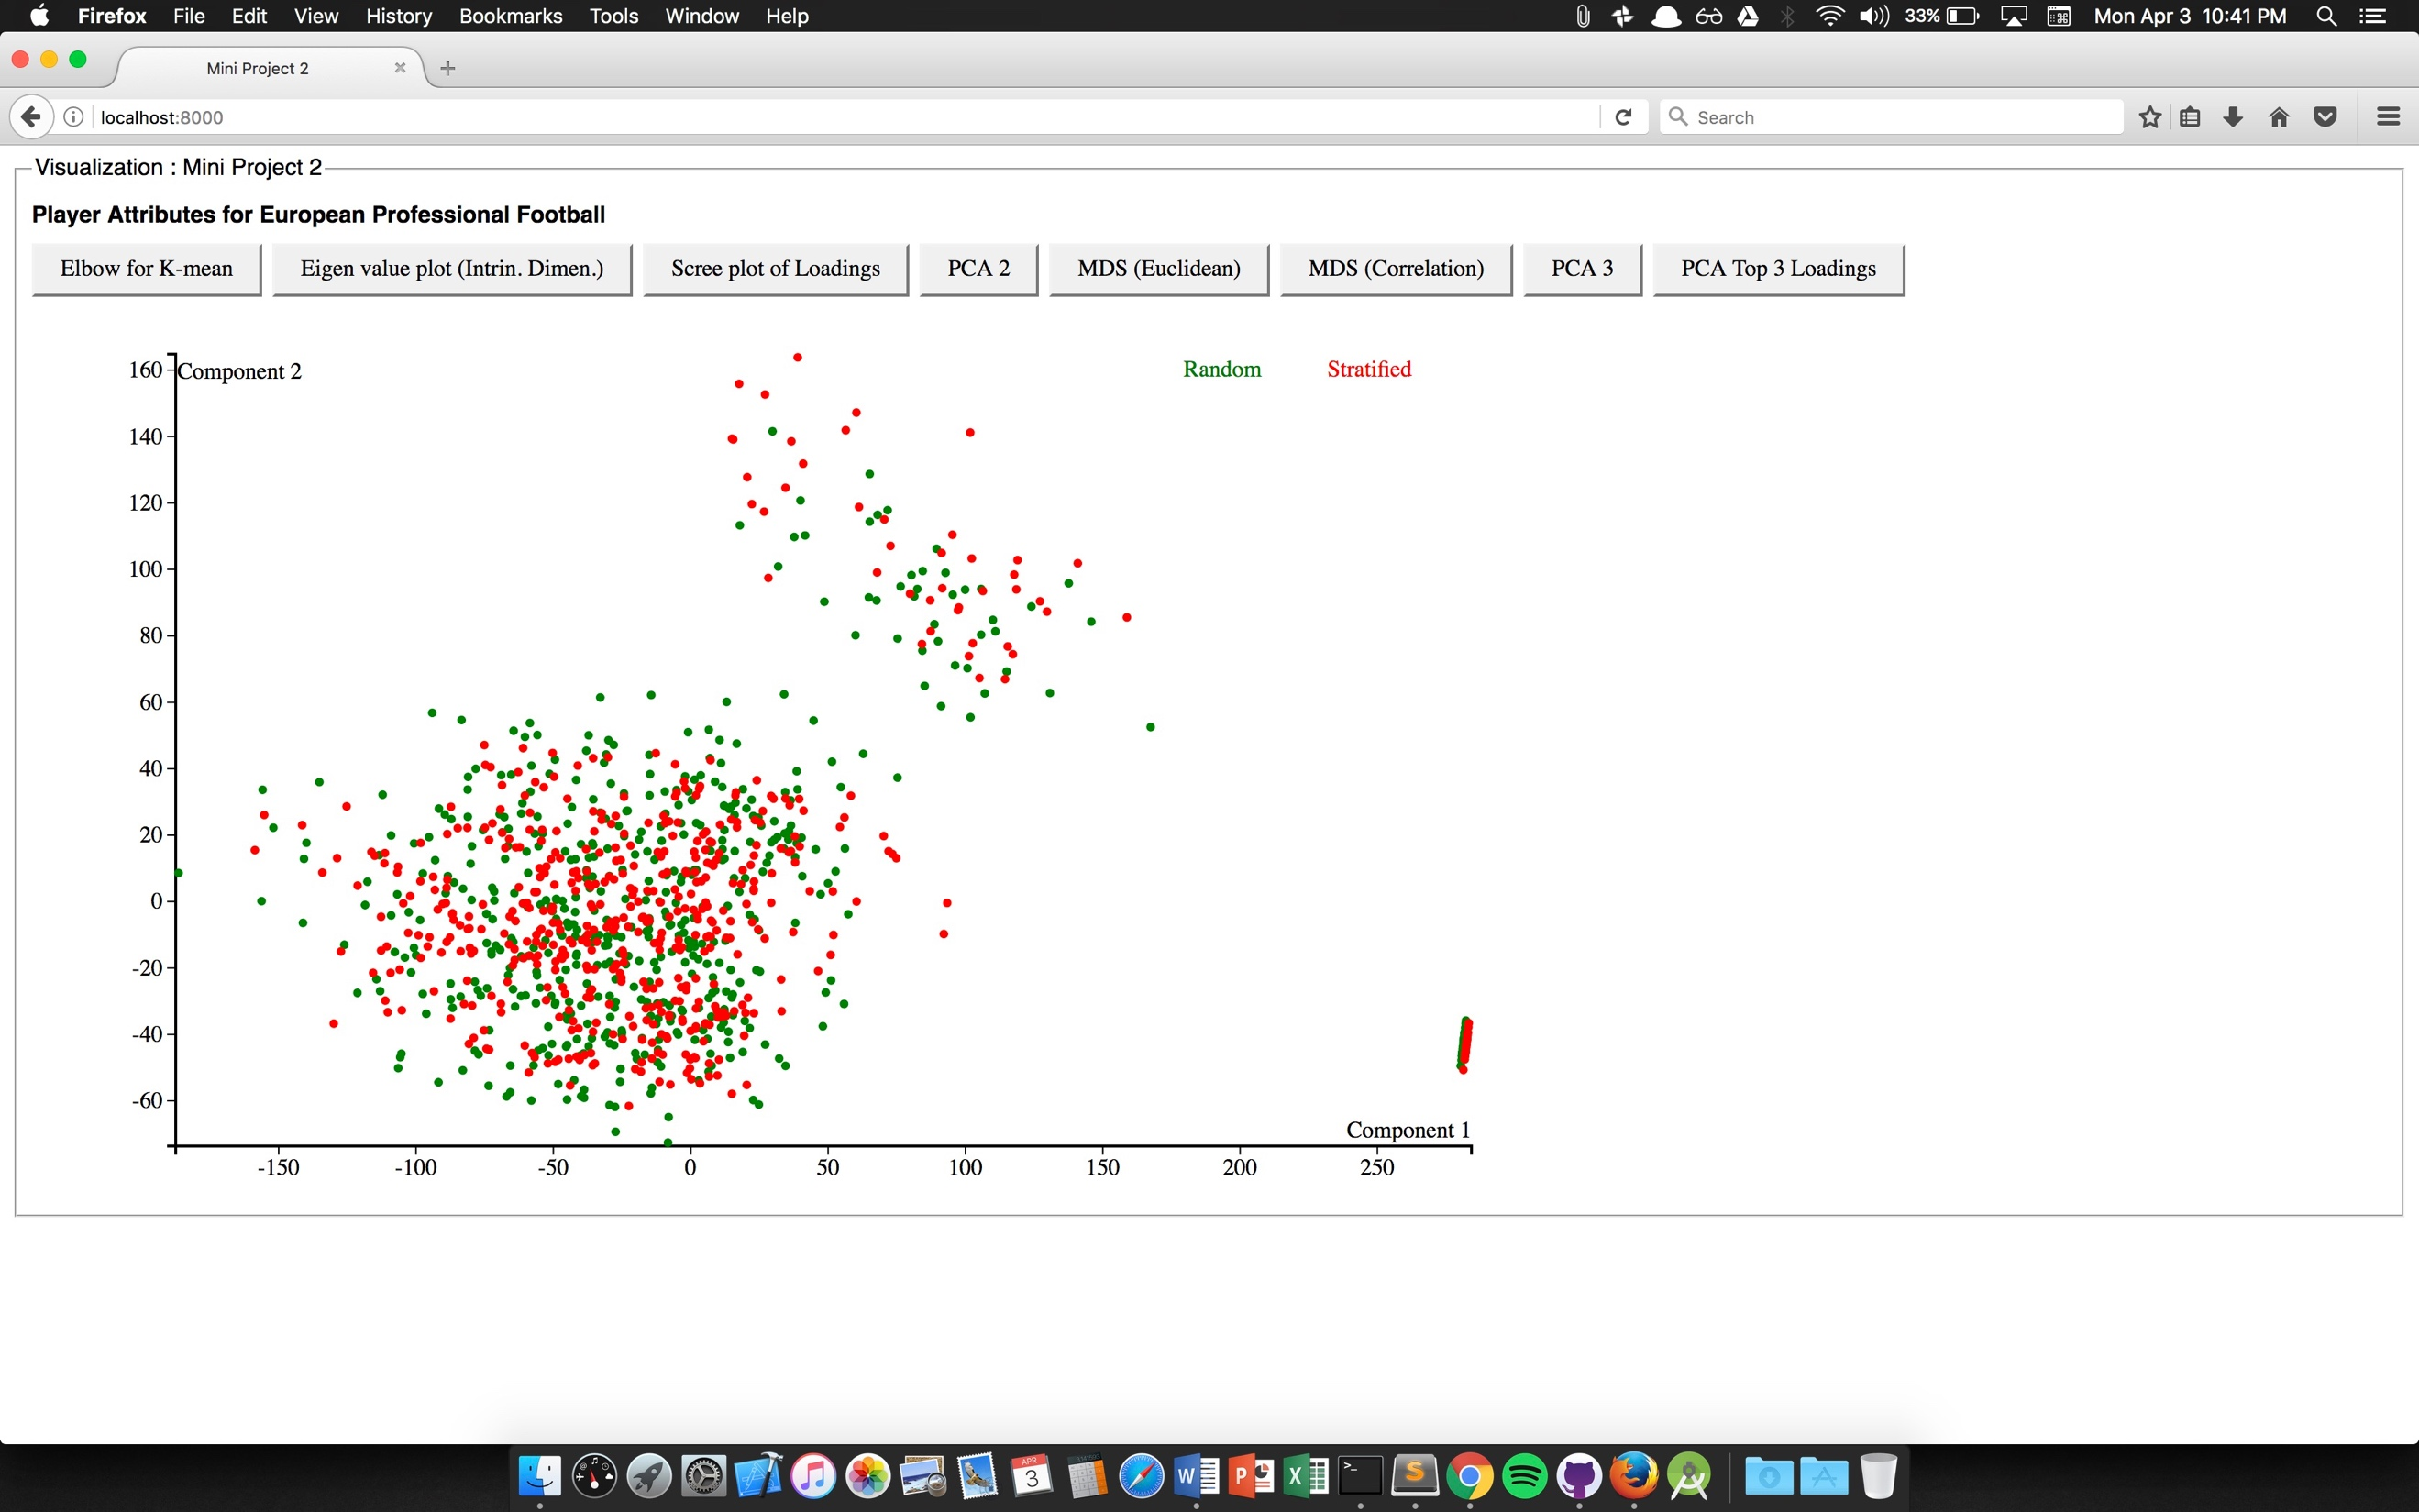 Firefox File Edit View History Bookmarks Tools Window Help 33% Mon Apr 3 10:41 PM
Mini Project 2
localhost:8000 Search
Visualization : Mini Project 2
Player Attributes for European Professional Football
Elbow for K-mean Eigen value plot (Intrin. Dimen.) Scree plot of Loadings PCA 2 MDS (Euclidean) MDS (Correlation) PCA 3 PCA Top 3 Loadings
Component 2
Random Stratified
160
140
120
100
80
60
40
20
0
-20
-40
-60
Component 1
-150 -100 -50 0 50 100 150 200 250
APR
3
W P X S